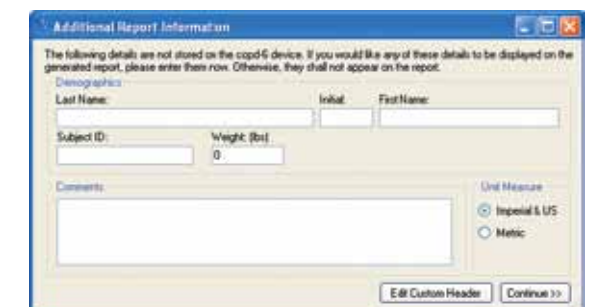 Additional Report Information
The following details are not stored on the copd-6 device. If you would like any of these details to be displayed on the
generated report, please enter them now. Otherwise, they shall not appear on the report.
Demographics
Last Name: Initial: First Name:
Subject ID: Weight: (lbs)
0
Comments Unit Measure
Imperial & US
Metric
Edit Custom Header Continue >>